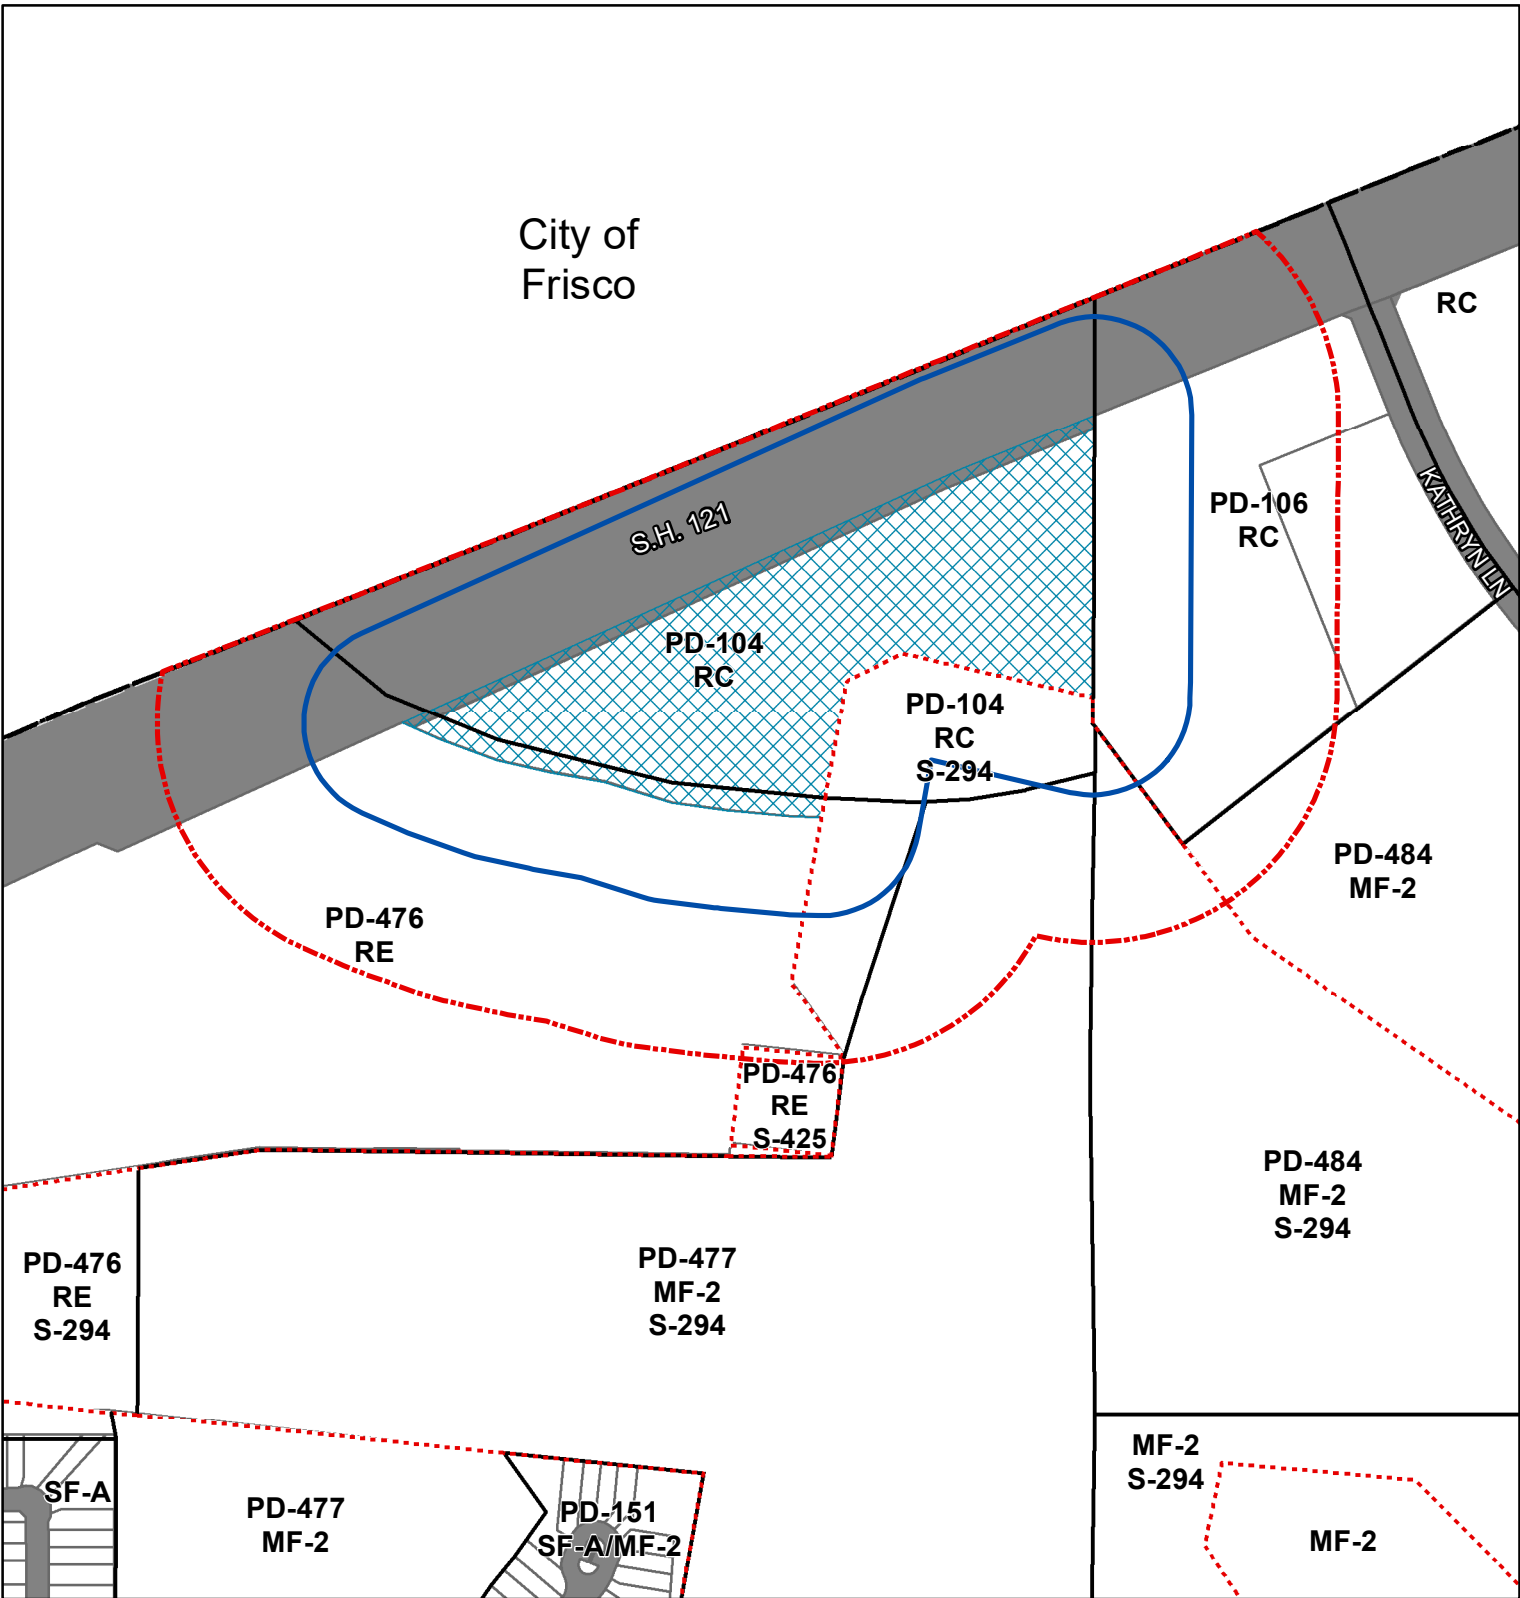 City of
Frisco
RC
S.H. 121
KATHRYN LN
PD-106
RC
PD-104
RC
PD-104
RC
S-294
PD-484
MF-2
PD-476
RE
PD-476
RE
S-425
PD-484
MF-2
S-294
PD-476
RE
S-294
PD-477
MF-2
S-294
MF-2
S-294
SF-A
PD-477
MF-2
PD-151
SF-A/MF-2
MF-2